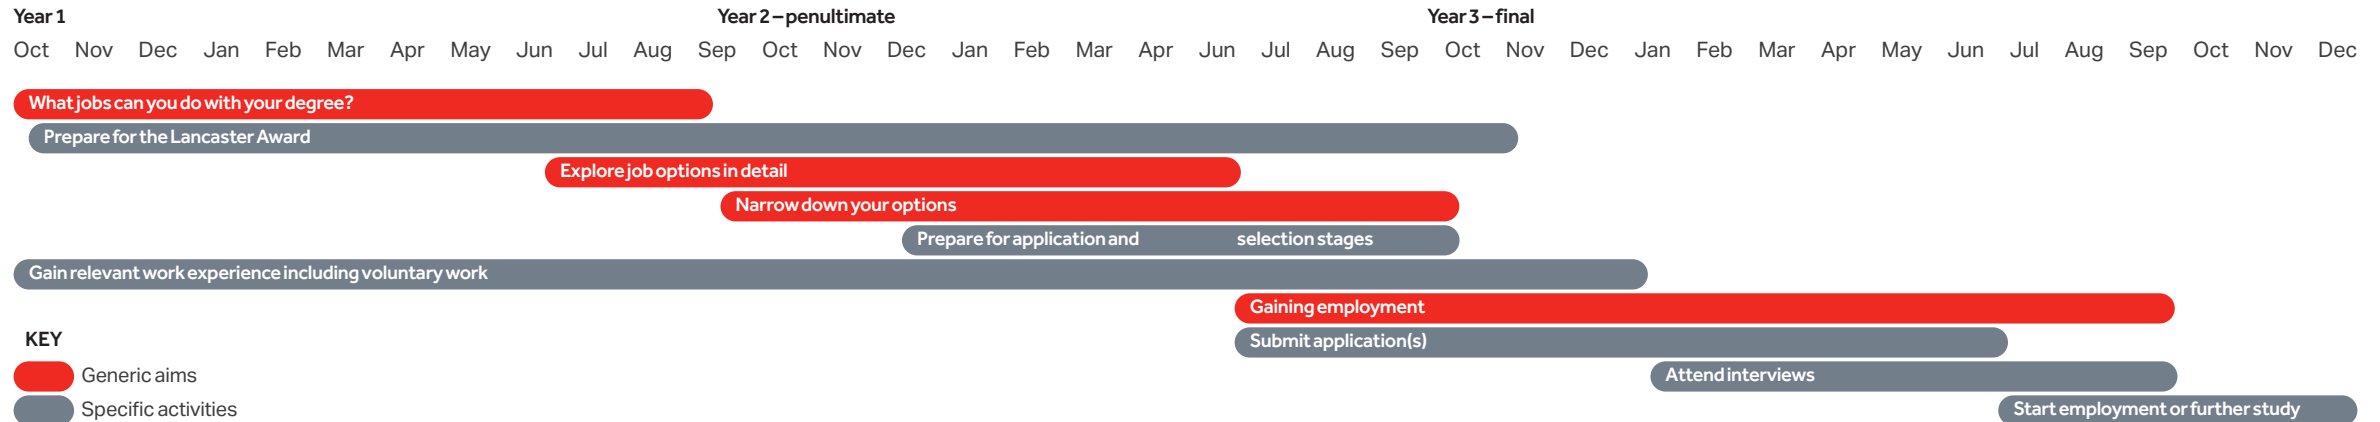 Year 1 Year 2 – penultimate Year 3 – final
Oct Nov Dec Jan Feb Mar Apr May Jun Jul Aug Sep Oct Nov Dec Jan Feb Mar Apr Jun Jul Aug Sep Oct Nov Dec Jan Feb Mar Apr May Jun Jul Aug Sep Oct Nov Dec
What jobs can you do with your degree?
Prepare for the Lancaster Award
Explore job options in detail
Narrow down your options
Prepare for application and selection stages
Gain relevant work experience including voluntary work
Gaining employment
Submit application(s)
Attend interviews
Start employment or further study
KEY
Generic aims
Specific activities